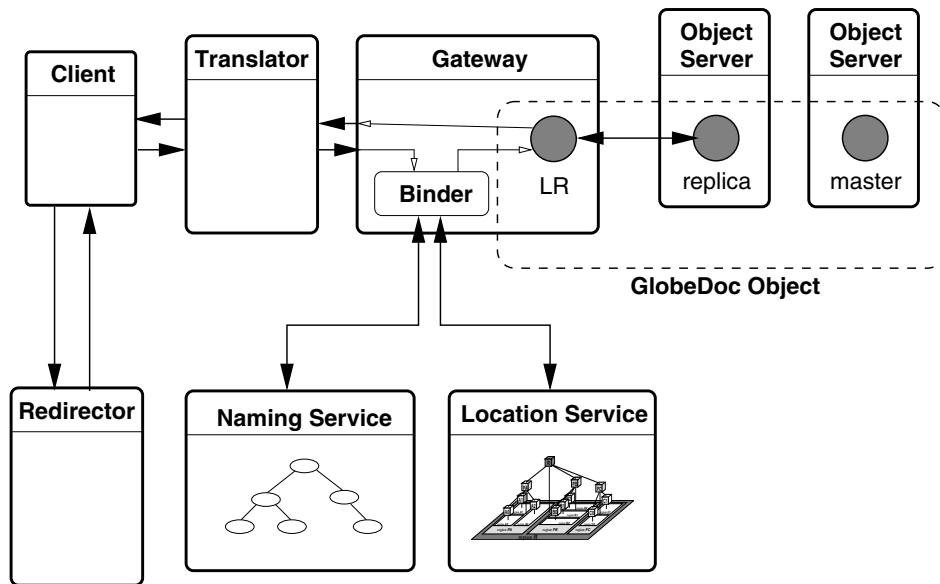 Client
Translator
Gateway
Object
Server
Object
Server
LR
replica
master
Binder
GlobeDoc Object
Redirector
Naming Service
Location Service